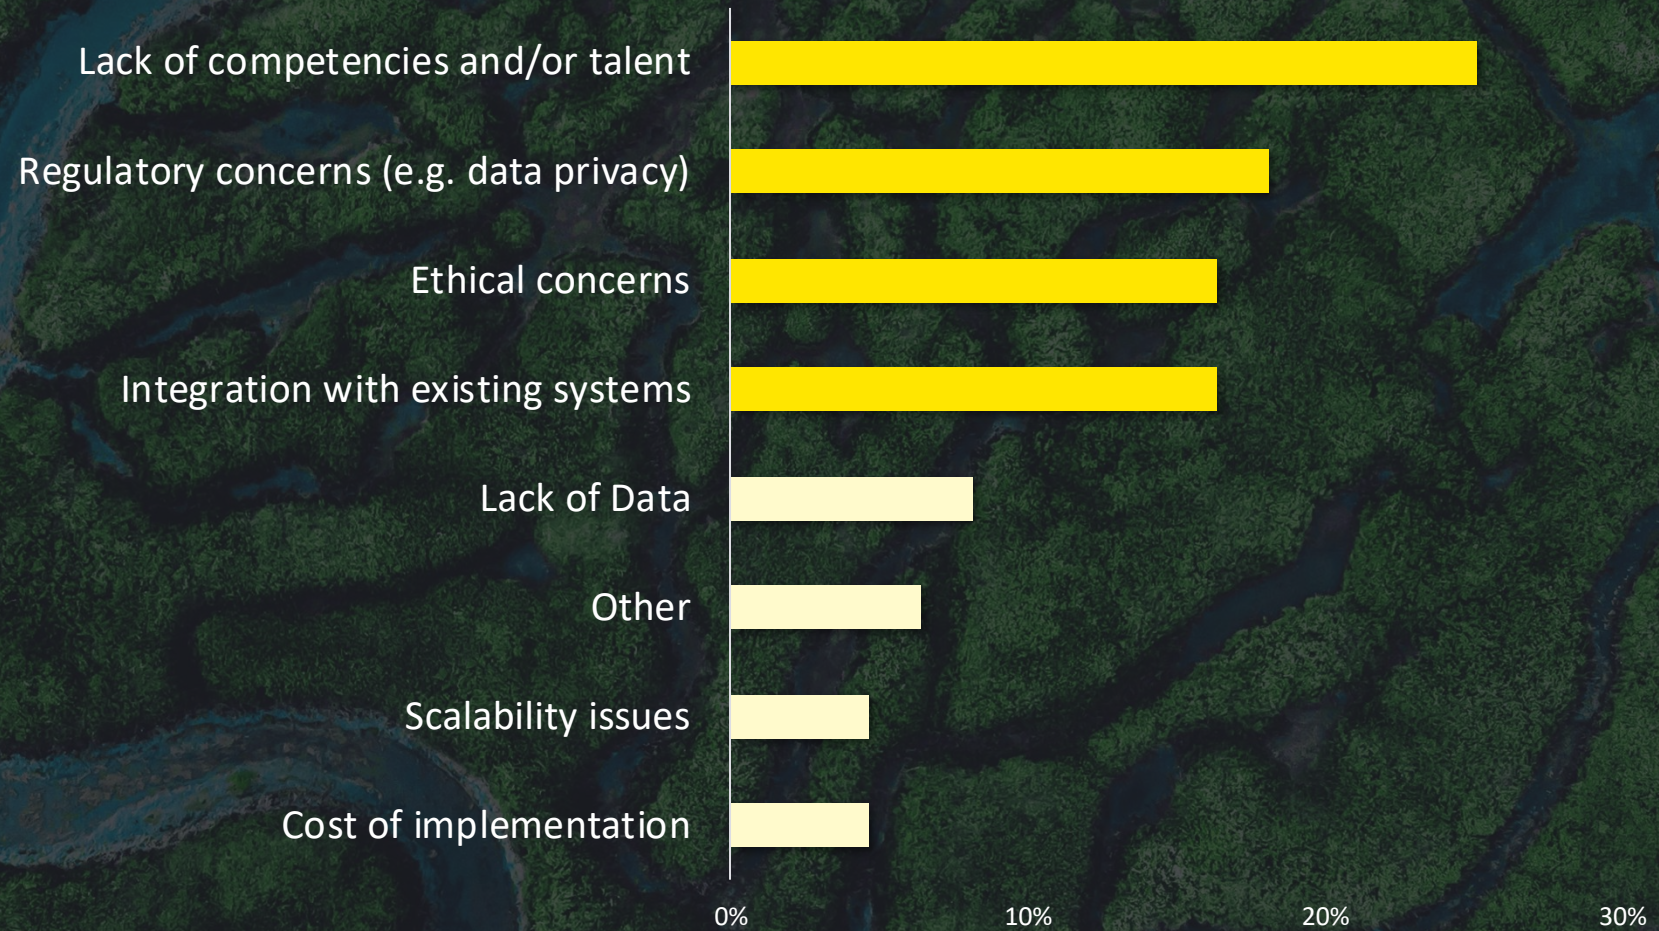 Lack of competencies and/or talent
Regulatory concerns (e.g. data privacy)
Ethical concerns
Integration with existing systems
Lack of Data
Other
Scalability issues
Cost of implementation
0% 10% 20% 30%